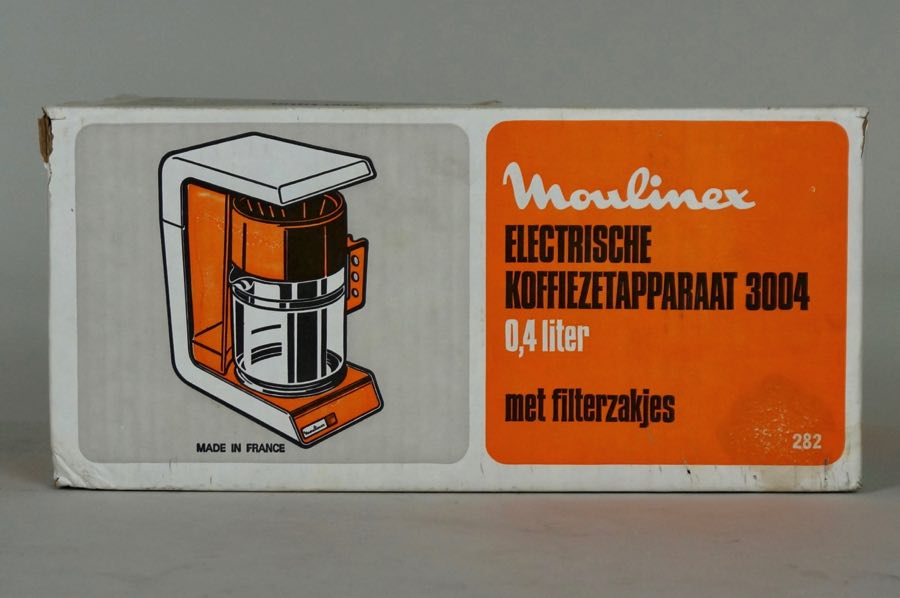 moulinex
MADE IN FRANCE
Moulinex
ELECTRISCHE
KOFFIEZETAPPARAAT 3004
0,4 liter
met filterzakjes
282